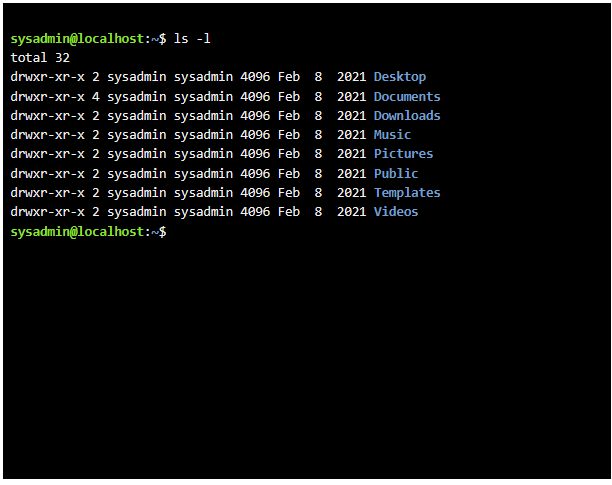 sysadmin@localhost:~$ ls -l
total 32
drwxr-xr-x 2 sysadmin sysadmin 4096 Feb  8  2021 Desktop
drwxr-xr-x 4 sysadmin sysadmin 4096 Feb  8  2021 Documents
drwxr-xr-x 2 sysadmin sysadmin 4096 Feb  8  2021 Downloads
drwxr-xr-x 2 sysadmin sysadmin 4096 Feb  8  2021 Music
drwxr-xr-x 2 sysadmin sysadmin 4096 Feb  8  2021 Pictures
drwxr-xr-x 2 sysadmin sysadmin 4096 Feb  8  2021 Public
drwxr-xr-x 2 sysadmin sysadmin 4096 Feb  8  2021 Templates
drwxr-xr-x 2 sysadmin sysadmin 4096 Feb  8  2021 Videos
sysadmin@localhost:~$